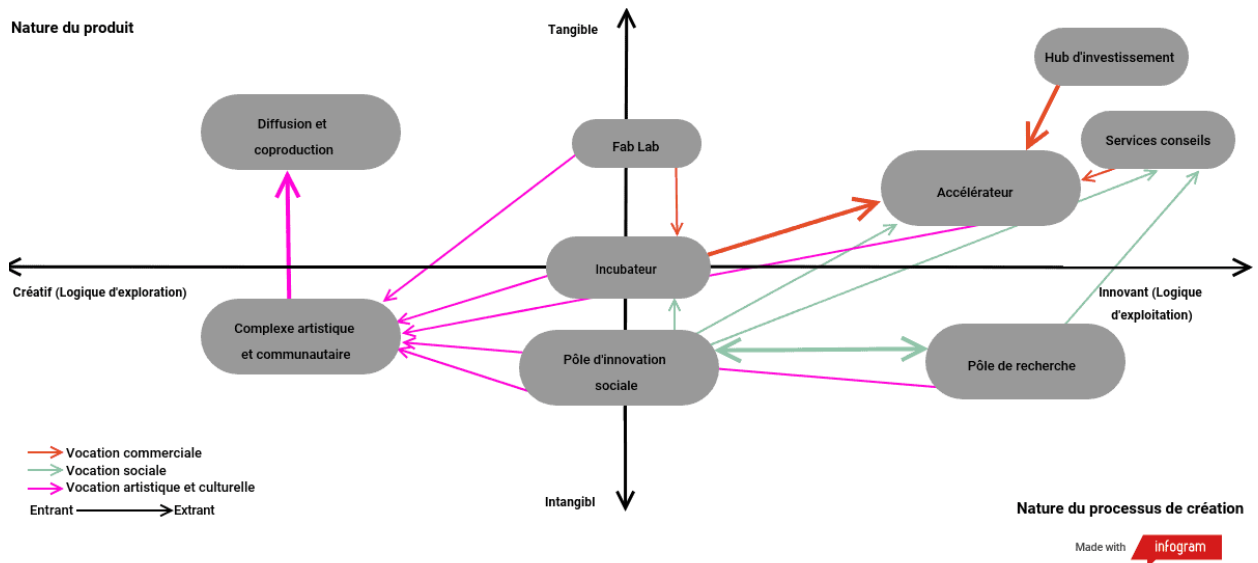 Nature du produit
Tangible
Hub d'investissement
Diffusion et
coproduction
Fab Lab
Services conseils
Accélérateur
Incubateur
Créatif (Logique d'exploration)
Innovant (Logique
d'exploitation)
Complexe artistique
et communautaire
Pôle d'innovation
sociale
Pôle de recherche
Vocation commerciale
Vocation sociale
Vocation artistique et culturelle
Entrant
Extrant
Intangibl
Nature du processus de création
Made with
infogram